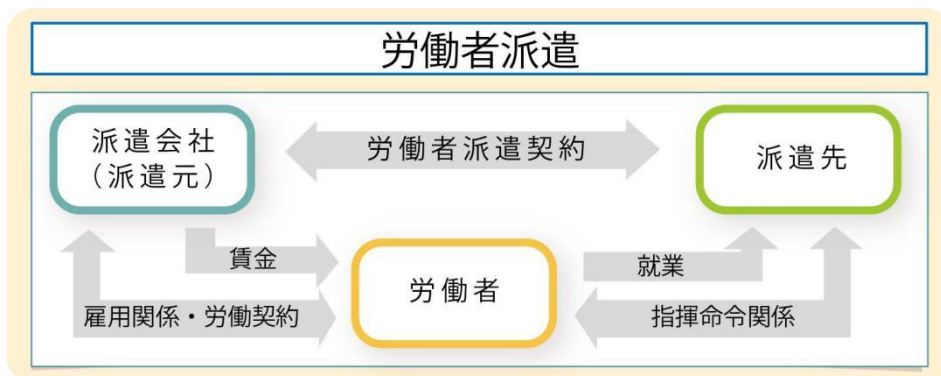 労働者派遣
派遣会社
（派遣元）
労働者派遣契約
派遣先
賃金
労働者
就業
雇用関係・労働契約
指揮命令関係